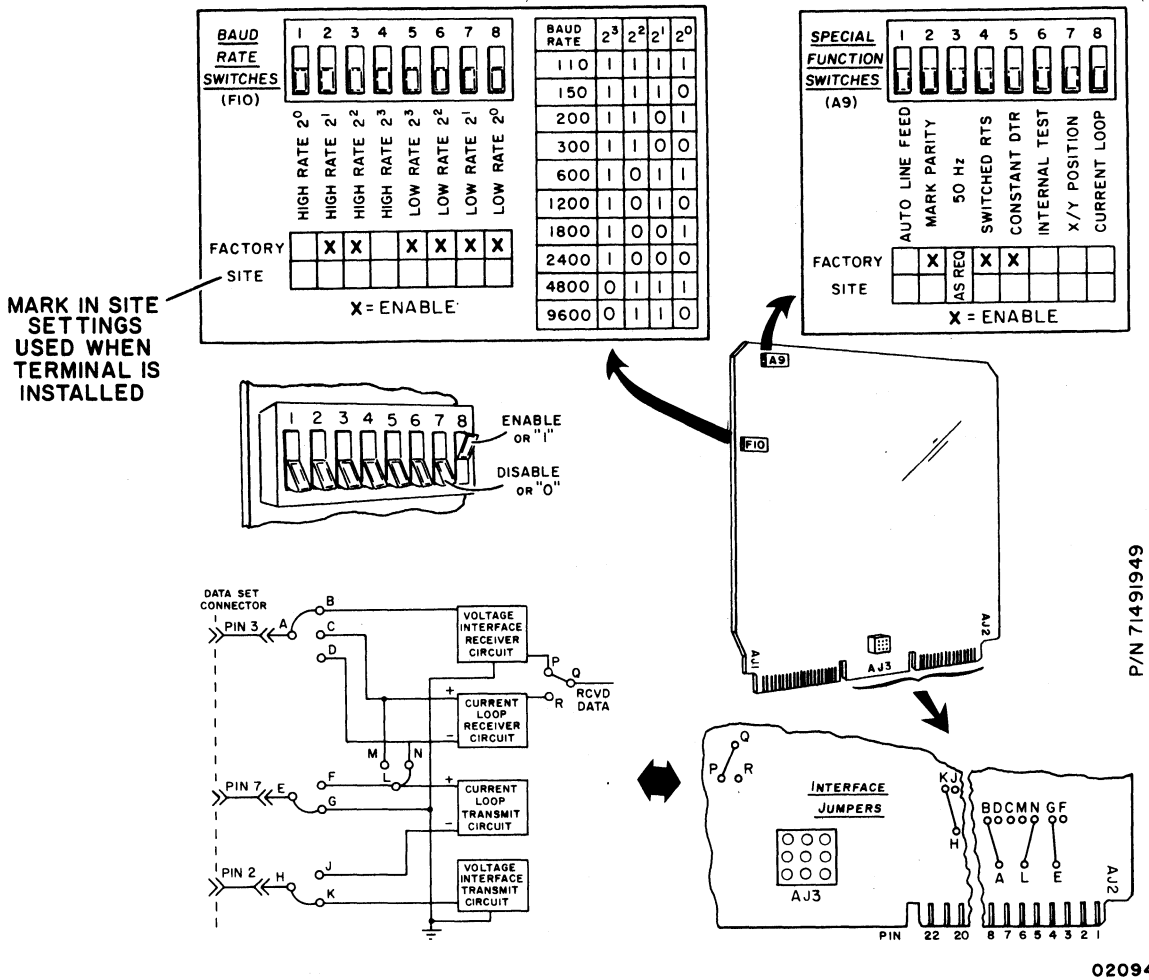 BAUD RATE SWITCHES (F10)
1 2 3 4 5 6 7 8
HIGH RATE 2⁰
HIGH RATE 2¹
HIGH RATE 2²
HIGH RATE 2³
LOW RATE 2³
LOW RATE 2²
LOW RATE 2¹
LOW RATE 2⁰
FACTORY X X X X X X
SITE
X = ENABLE
BAUD RATE 2³ 2² 2¹ 2⁰
110 1 1 1 1
150 1 1 1 0
200 1 1 0 1
300 1 1 0 0
600 1 0 1 1
1200 1 0 1 0
1800 1 0 0 1
2400 1 0 0 0
4800 0 1 1 1
9600 0 1 1 0
SPECIAL FUNCTION SWITCHES (A9)
1 2 3 4 5 6 7 8
AUTO LINE FEED
MARK PARITY
50 Hz
SWITCHED RTS
CONSTANT DTR
INTERNAL TEST
X/Y POSITION
CURRENT LOOP
FACTORY X X X
AS REQ
SITE
X = ENABLE
MARK IN SITE
SETTINGS
USED WHEN
TERMINAL IS
INSTALLED
1 2 3 4 5 6 7 8
ENABLE
OR "1"
DISABLE
OR "0"
A9
F10
AJ1
AJ3
AJ2
P/N 71491949
DATA SET
CONNECTOR
PIN 3
A
B
C
D
VOLTAGE
INTERFACE
RECEIVER
CIRCUIT
P
Q
R
RCVD
DATA
+
CURRENT
LOOP
RECEIVER
CIRCUIT
-
M
N
L
PIN 7
E
F
G
+
CURRENT
LOOP
TRANSMIT
CIRCUIT
-
PIN 2
H
J
K
VOLTAGE
INTERFACE
TRANSMIT
CIRCUIT
Q
P
R
INTERFACE
JUMPERS
K J
H
B D C M N G F
A L E
AJ3
AJ2
PIN 22 20 8 7 6 5 4 3 2 1
02094